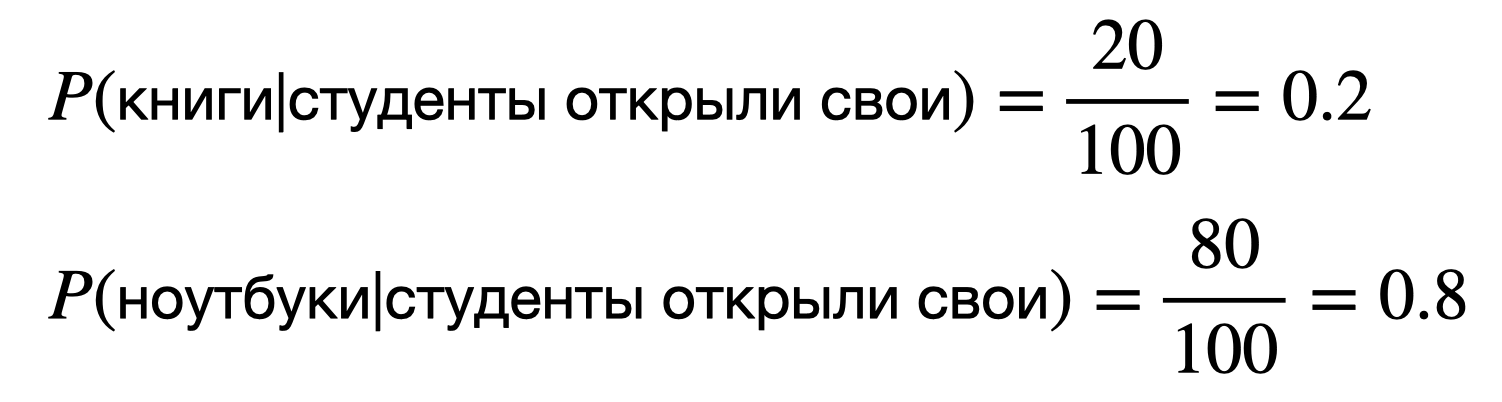 P(книги|студенты открыли свои) = 20/100 = 0.2
P(ноутбуки|студенты открыли свои) = 80/100 = 0.8